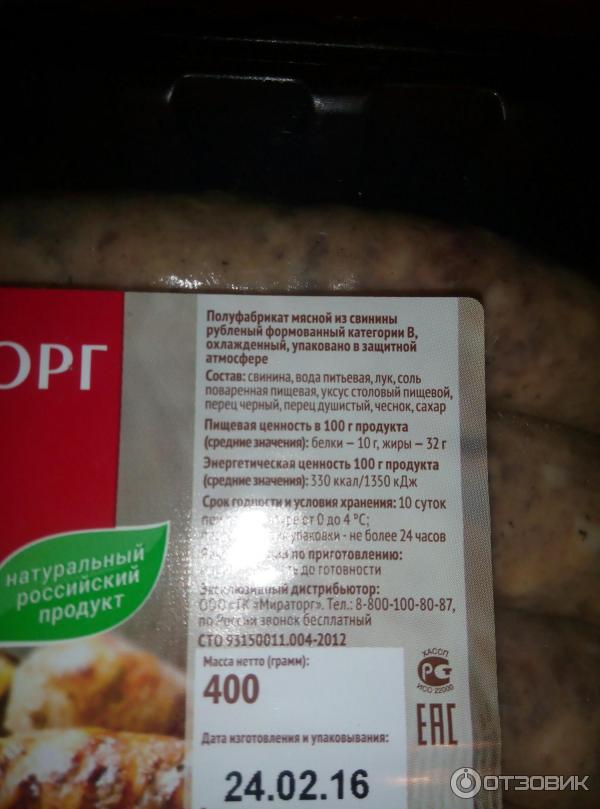 Полуфабрикат мясной из свинины
рубленый формованный категории В,
охлажденный, упаковано в защитной
атмосфере
Состав: свинина, вода питьевая, лук, соль
поваренная пищевая, уксус столовый пищевой,
перец черный, перец душистый, чеснок, сахар
Пищевая ценность в 100 г продукта
(средние значения): белки – 10 г, жиры – 32 г
Энергетическая ценность 100 г продукта
(средние значения): 330 ккал/1350 кДж
Срок годности и условия хранения: 10 суток
от 0 до 4 °С;
упаковки - не более 24 часов
по приготовлению:
до готовности
Эксклюзивный дистрибьютор:
ООО «ТК «Мираторг». Тел.: 8-800-100-80-87,
по России звонок бесплатный
СТО 93150011.004-2012
ОРГ
натуральный
российский
продукт
Масса нетто (грамм):
400
Дата изготовления и упаковывания:
24.02.16
ХАССП
РСТ
ИСО 22000
EAC
ОТЗОВИК